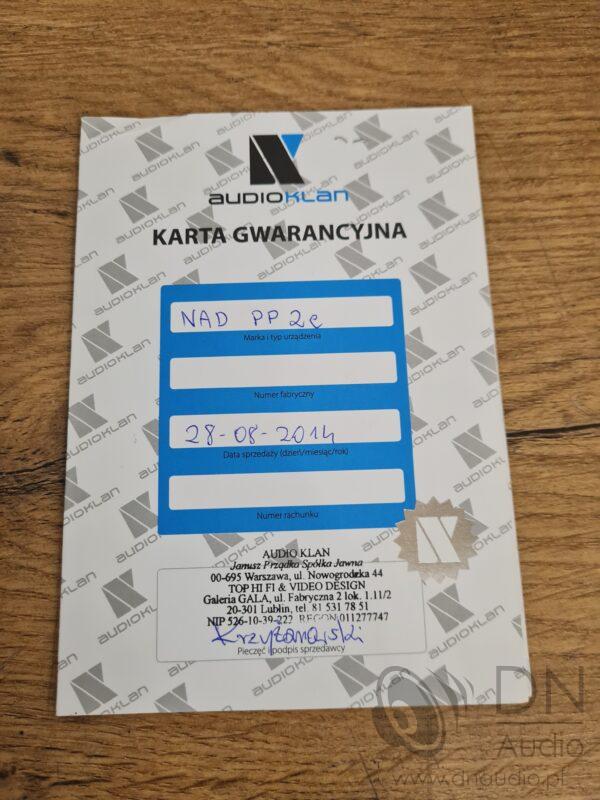 AUDIOKLAN
KARTA GWARANCYJNA
NAD PP 2e
Marka i typ urządzenia
Numer fabryczny
28-08-2014
Data sprzedaży (dzień/miesiąc/rok)
Numer rachunku
AUDIO KLAN
Janusz Prządka Spółka Jawna
00-695 Warszawa, ul. Nowogrodzka 44
TOP HI FI & VIDEO DESIGN
Galeria GALA, ul. Fabryczna 2 lok. 1.11/2
20-301 Lublin, tel. 81 531 78 51
NIP 526-10-39-222 REGON 011277747
Krzyżanowski
Pieczęć i podpis sprzedawcy
DN
Audio
www.dnaudio.pl